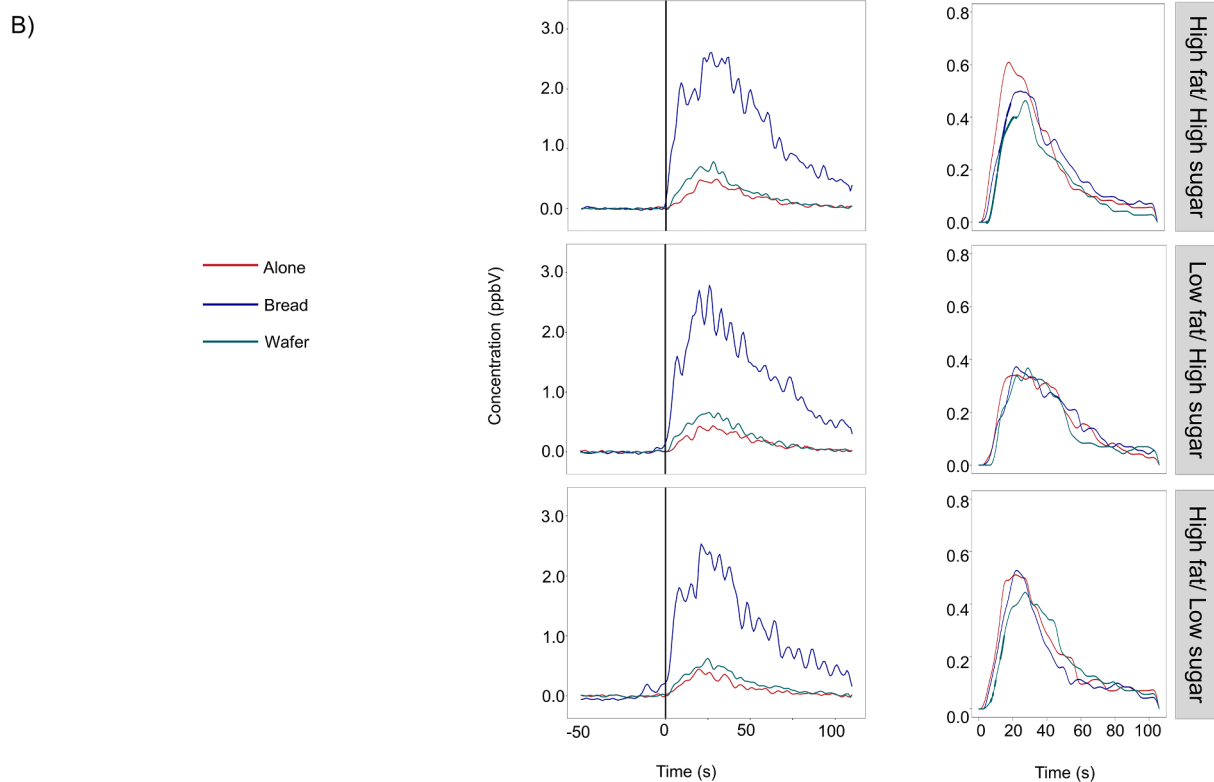 B)
Alone
Bread
Wafer
Concentration (ppbV)
3.0
2.0
1.0
0.0
0.8
0.6
0.4
0.2
0.0
High fat/ High sugar
3.0
2.0
1.0
0.0
0.8
0.6
0.4
0.2
0.0
Low fat/ High sugar
3.0
2.0
1.0
0.0
0.8
0.6
0.4
0.2
0.0
High fat/ Low sugar
-50 0 50 100
0 20 40 60 80 100
Time (s)
Time (s)